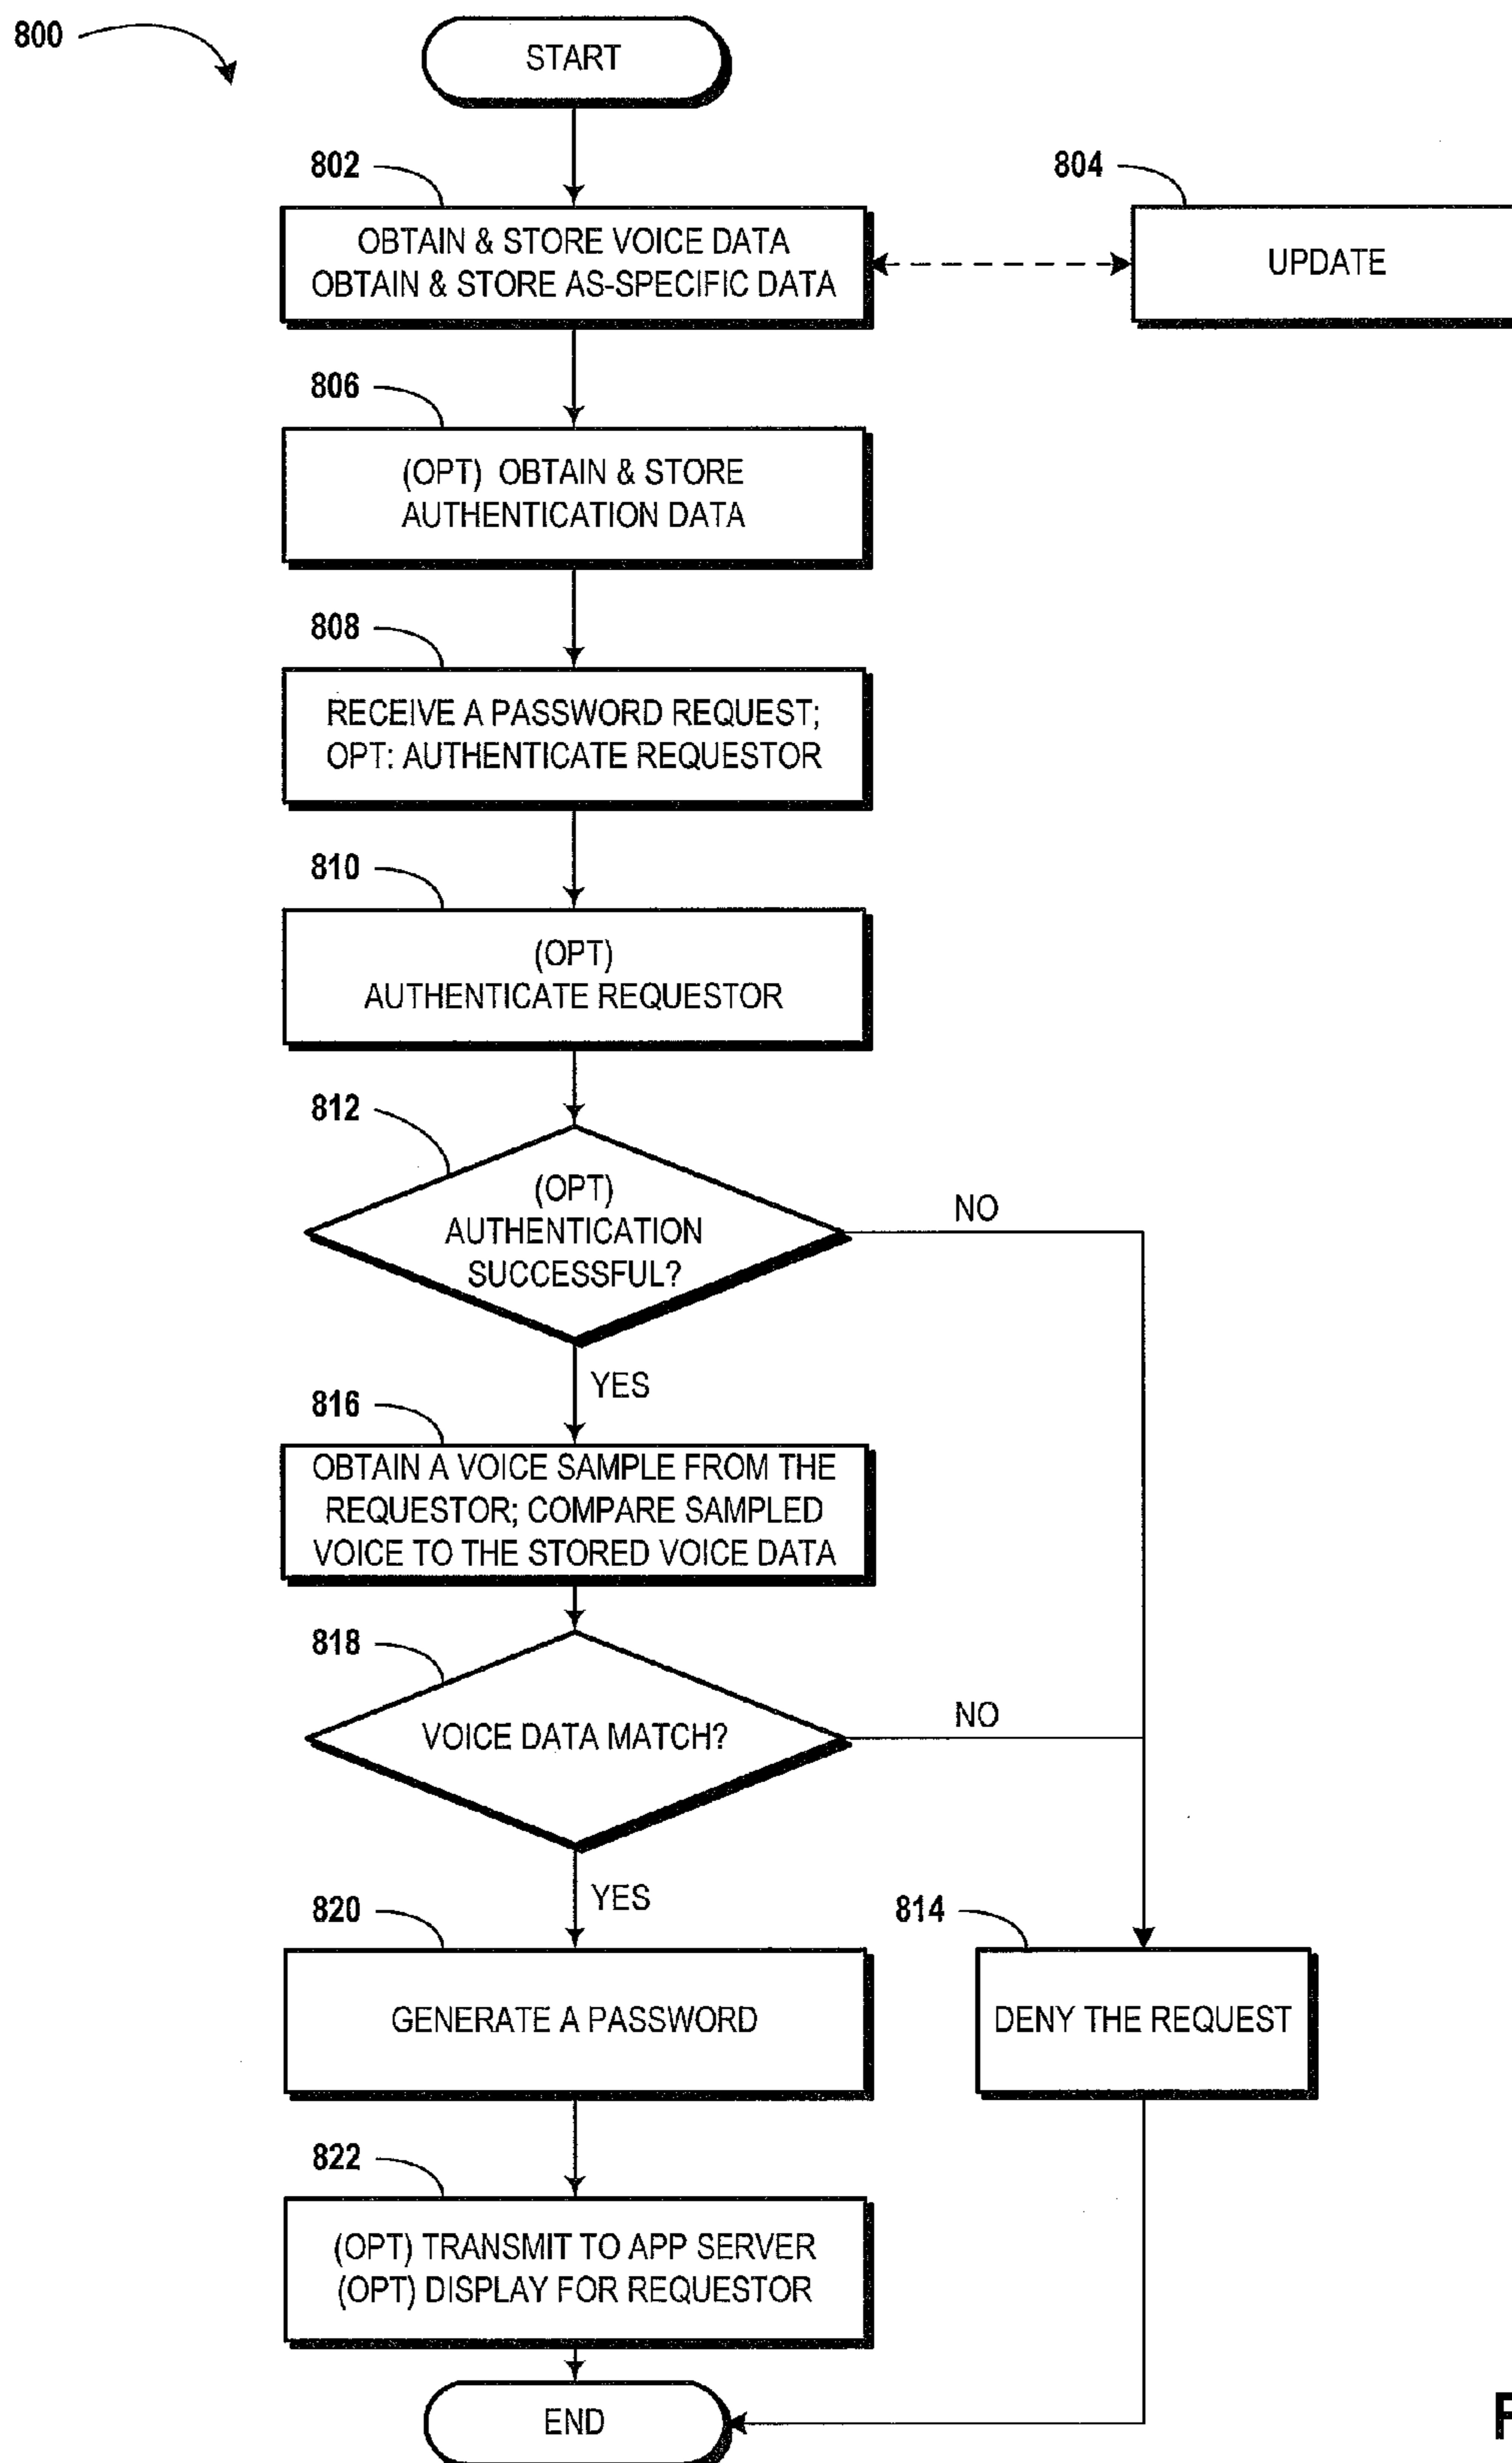 800
START
802
804
OBTAIN & STORE VOICE DATA
OBTAIN & STORE AS-SPECIFIC DATA
UPDATE
806
(OPT) OBTAIN & STORE
AUTHENTICATION DATA
808
RECEIVE A PASSWORD REQUEST;
OPT: AUTHENTICATE REQUESTOR
810
(OPT)
AUTHENTICATE REQUESTOR
812
(OPT)
AUTHENTICATION
SUCCESSFUL?
NO
YES
816
OBTAIN A VOICE SAMPLE FROM THE
REQUESTOR; COMPARE SAMPLED
VOICE TO THE STORED VOICE DATA
818
VOICE DATA MATCH?
NO
YES
820
814
GENERATE A PASSWORD
DENY THE REQUEST
822
(OPT) TRANSMIT TO APP SERVER
(OPT) DISPLAY FOR REQUESTOR
END